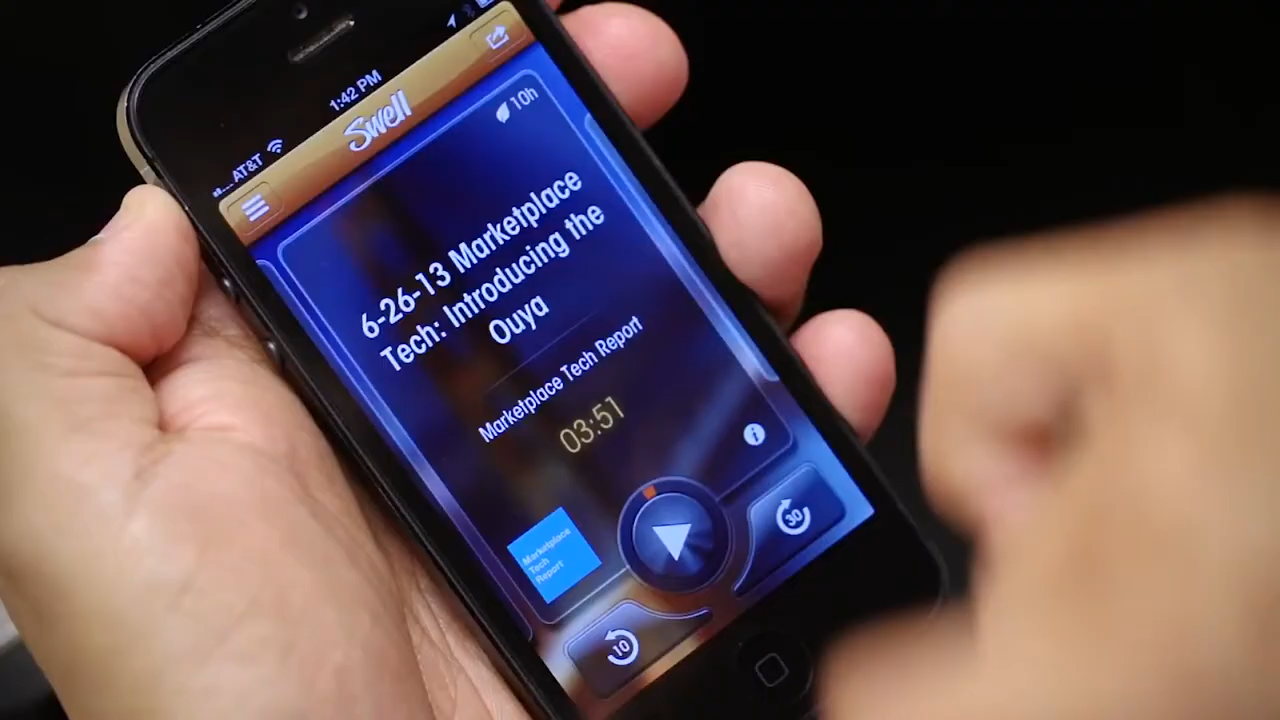 AT&T
1:42 PM
Swell
10h
6-26-13 Marketplace
Tech: Introducing the
Ouya
Marketplace Tech Report
03:51
Marketplace
Tech
Report
30
10